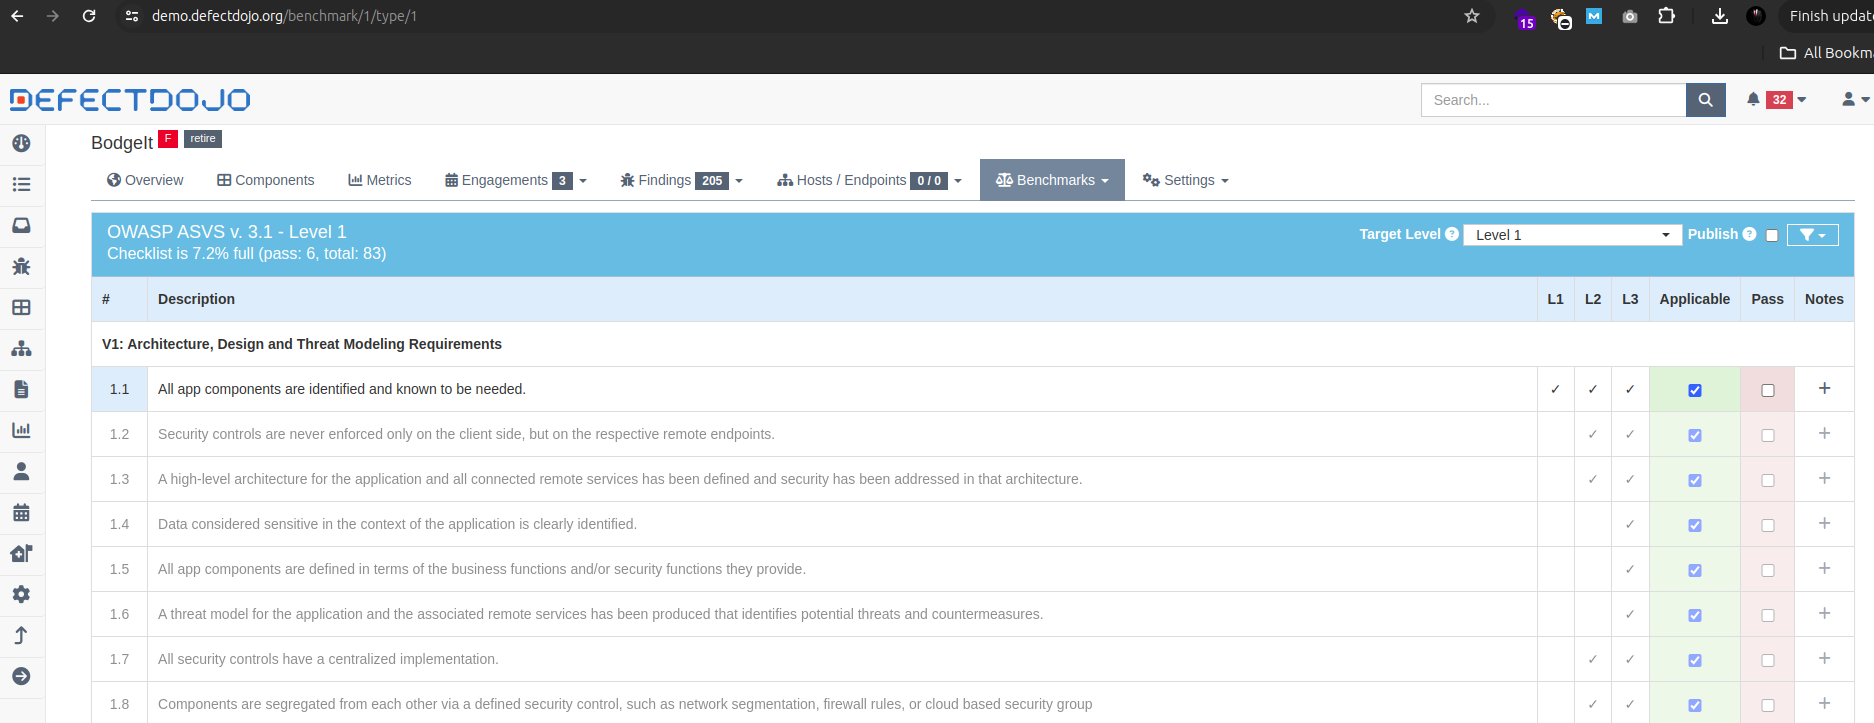 demo.defectdojo.org/benchmark/1/type/1
15
Finish update
All Bookma
DEFECTDOJO
Search...
32
BodgeIt F retire
Overview Components Metrics Engagements 3 Findings 205 Hosts / Endpoints 0 / 0 Benchmarks Settings
OWASP ASVS v. 3.1 - Level 1
Checklist is 7.2% full (pass: 6, total: 83)
Target Level ? Level 1 Publish ?
# Description L1 L2 L3 Applicable Pass Notes
V1: Architecture, Design and Threat Modeling Requirements
1.1 All app components are identified and known to be needed. ✓ ✓ ✓ +
1.2 Security controls are never enforced only on the client side, but on the respective remote endpoints. ✓ ✓ +
1.3 A high-level architecture for the application and all connected remote services has been defined and security has been addressed in that architecture. ✓ ✓ +
1.4 Data considered sensitive in the context of the application is clearly identified. ✓ +
1.5 All app components are defined in terms of the business functions and/or security functions they provide. ✓ +
1.6 A threat model for the application and the associated remote services has been produced that identifies potential threats and countermeasures. ✓ +
1.7 All security controls have a centralized implementation. ✓ ✓ +
1.8 Components are segregated from each other via a defined security control, such as network segmentation, firewall rules, or cloud based security group ✓ ✓ +